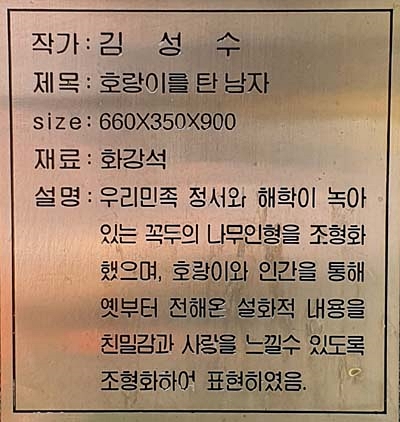 작가 : 김 성 수
제목 : 호랑이를 탄 남자
size : 660X350X900
재료 : 화강석
설명 : 우리민족 정서와 해학이 녹아
있는 꼭두의 나무인형을 조형화
했으며, 호랑이와 인간을 통해
옛부터 전해온 설화적 내용을
친밀감과 사랑을 느낄수 있도록
조형화하여 표현하였음.